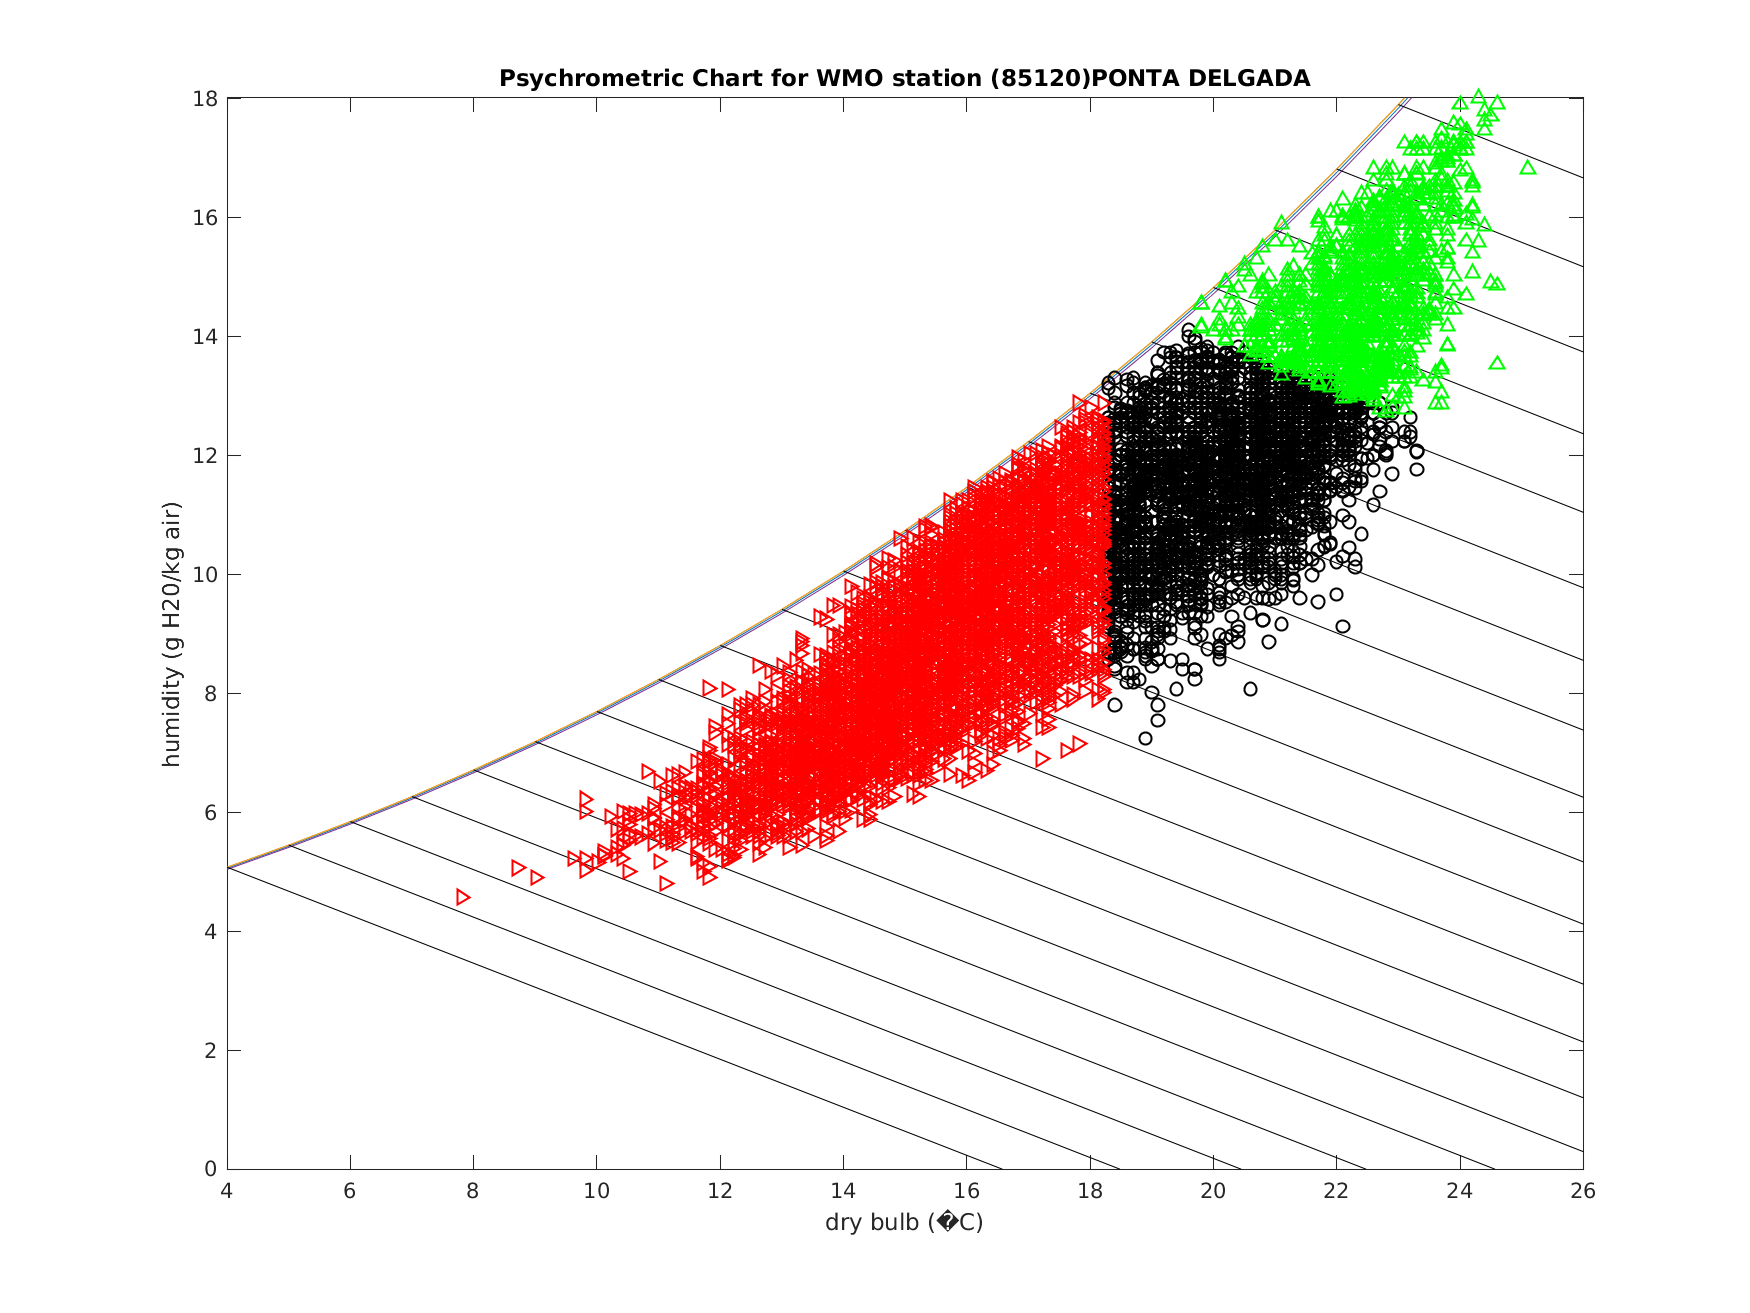 Psychrometric Chart for WMO station (85120)PONTA DELGADA
18
16
14
12
10
8
6
4
2
0
humidity (g H20/kg air)
4 6 8 10 12 14 16 18 20 22 24 26
dry bulb (�C)